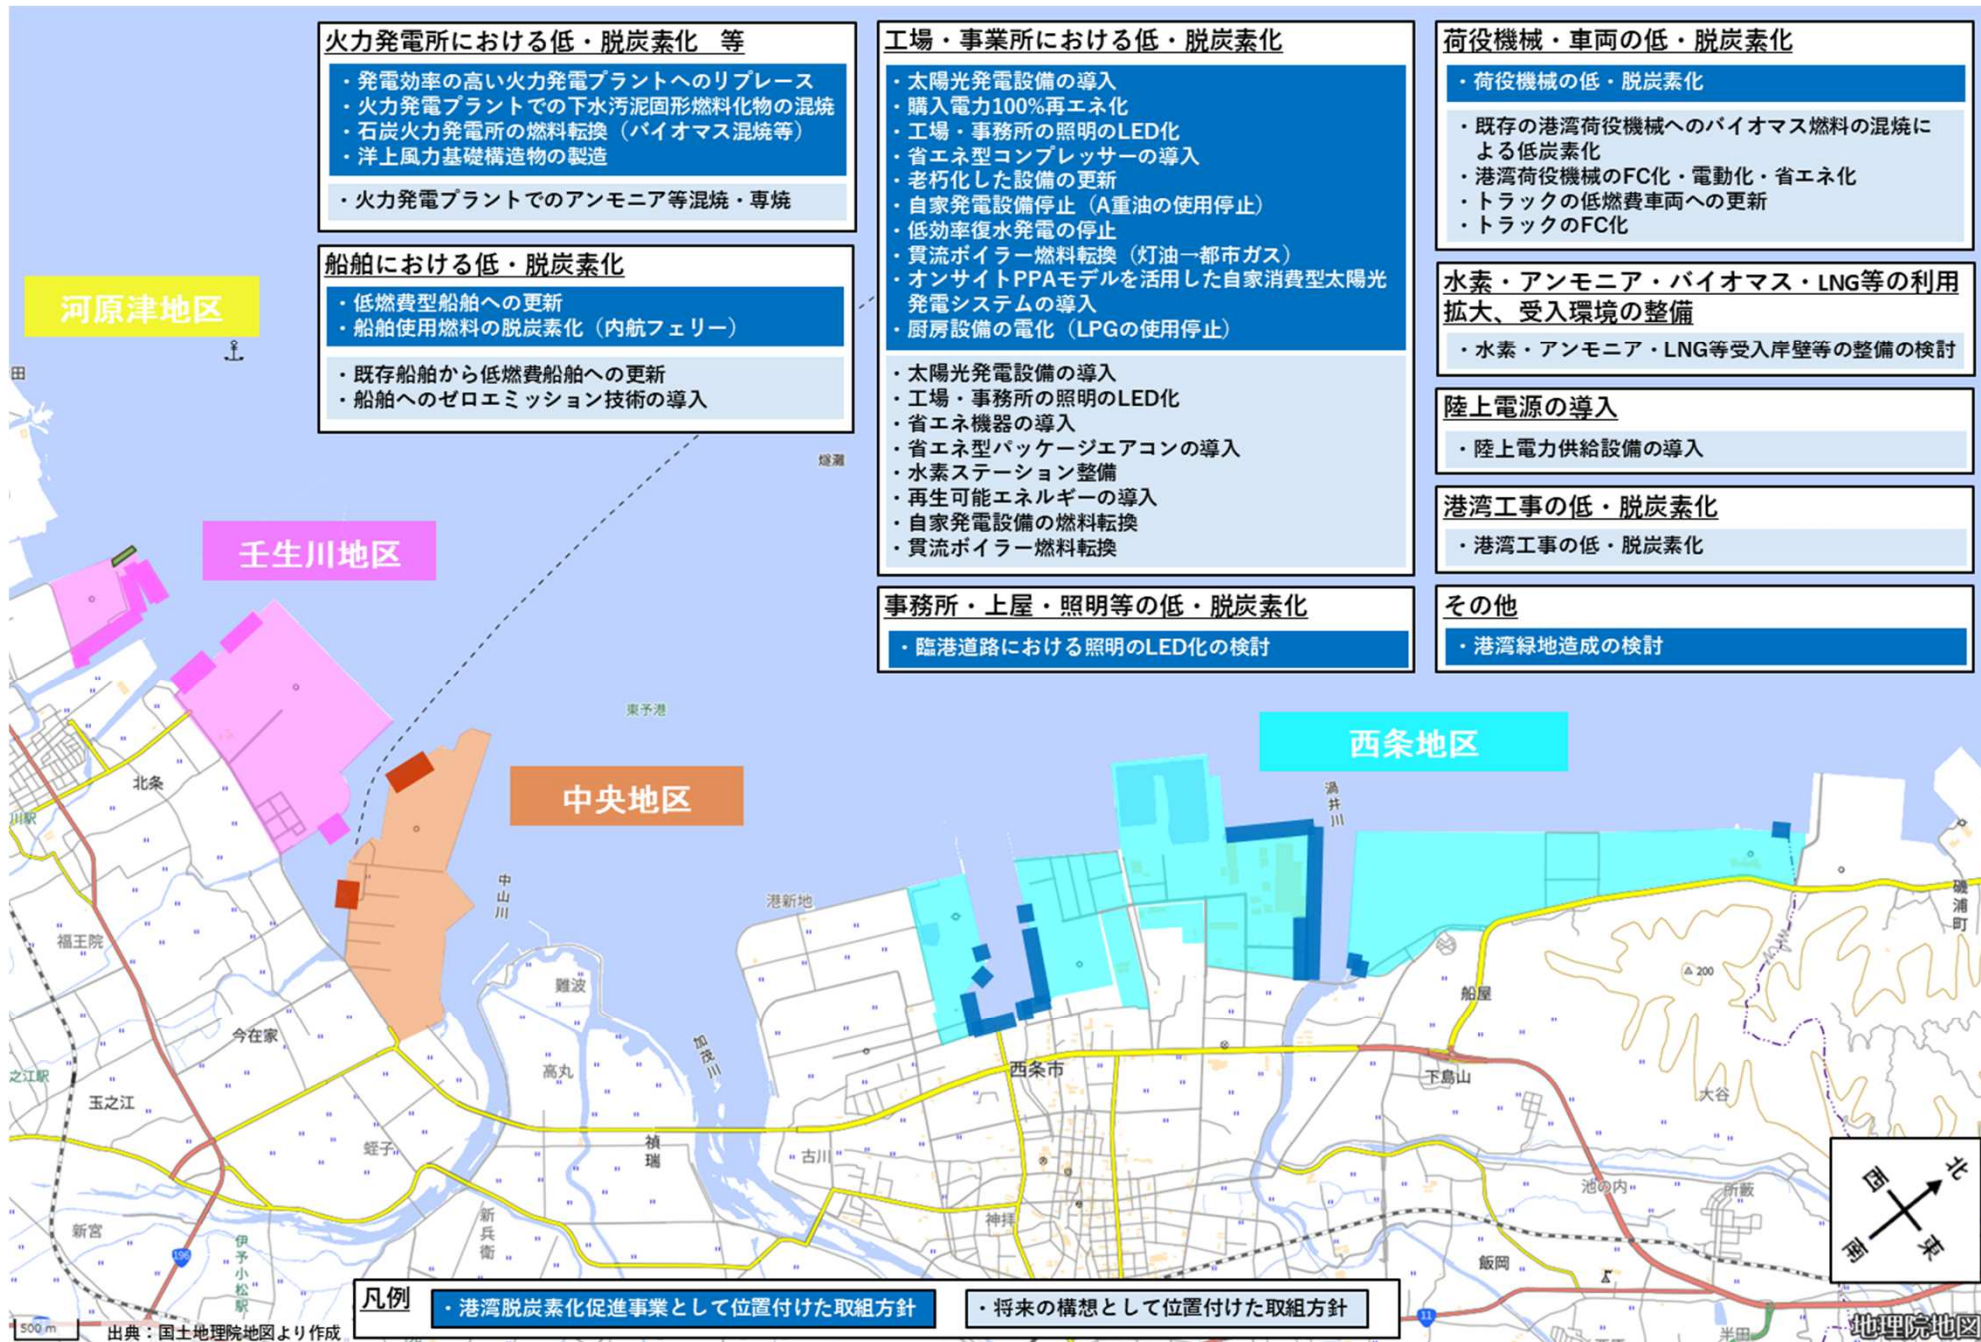 火力発電所における低・脱炭素化　等
・発電効率の高い火力発電プラントへのリプレース
・火力発電プラントでの下水汚泥固形燃料化物の混焼
・石炭火力発電所の燃料転換（バイオマス混焼等）
・洋上風力基礎構造物の製造
・火力発電プラントでのアンモニア等混焼・専焼
船舶における低・脱炭素化
・低燃費型船舶への更新
・船舶使用燃料の脱炭素化（内航フェリー）
・既存船舶から低燃費船舶への更新
・船舶へのゼロエミッション技術の導入
工場・事業所における低・脱炭素化
・太陽光発電設備の導入
・購入電力100%再エネ化
・工場・事務所の照明のLED化
・省エネ型コンプレッサーの導入
・老朽化した設備の更新
・自家発電設備停止（A重油の使用停止）
・低効率復水発電の停止
・貫流ボイラー燃料転換（灯油→都市ガス）
・オンサイトPPAモデルを活用した自家消費型太陽光
発電システムの導入
・厨房設備の電化（LPGの使用停止）
・太陽光発電設備の導入
・工場・事務所の照明のLED化
・省エネ機器の導入
・省エネ型パッケージエアコンの導入
・水素ステーション整備
・再生可能エネルギーの導入
・自家発電設備の燃料転換
・貫流ボイラー燃料転換
事務所・上屋・照明等の低・脱炭素化
・臨港道路における照明のLED化の検討
荷役機械・車両の低・脱炭素化
・荷役機械の低・脱炭素化
・既存の港湾荷役機械へのバイオマス燃料の混焼に
よる低炭素化
・港湾荷役機械のFC化・電動化・省エネ化
・トラックの低燃費車両への更新
・トラックのFC化
水素・アンモニア・バイオマス・LNG等の利用
拡大、受入環境の整備
・水素・アンモニア・LNG等受入岸壁等の整備の検討
陸上電源の導入
・陸上電力供給設備の導入
港湾工事の低・脱炭素化
・港湾工事の低・脱炭素化
その他
・港湾緑地造成の検討
河原津地区
田
燧灘
壬生川地区
東予港
中央地区
西条地区
渦井川
北条
川駅
中山川
港新地
磯浦町
福王院
難波
200
船屋
今在家
加茂川
西条市
之江駅
高丸
下島山
玉之江
大谷
蛭子
禎瑞
古川
池の内
所藪
新宮
新兵衛
神拝
伊予小松駅
196
飯岡
北
西
東
南
凡例
・港湾脱炭素化促進事業として位置付けた取組方針
・将来の構想として位置付けた取組方針
11
半田
500 m
出典：国土地理院地図より作成
地理院地図